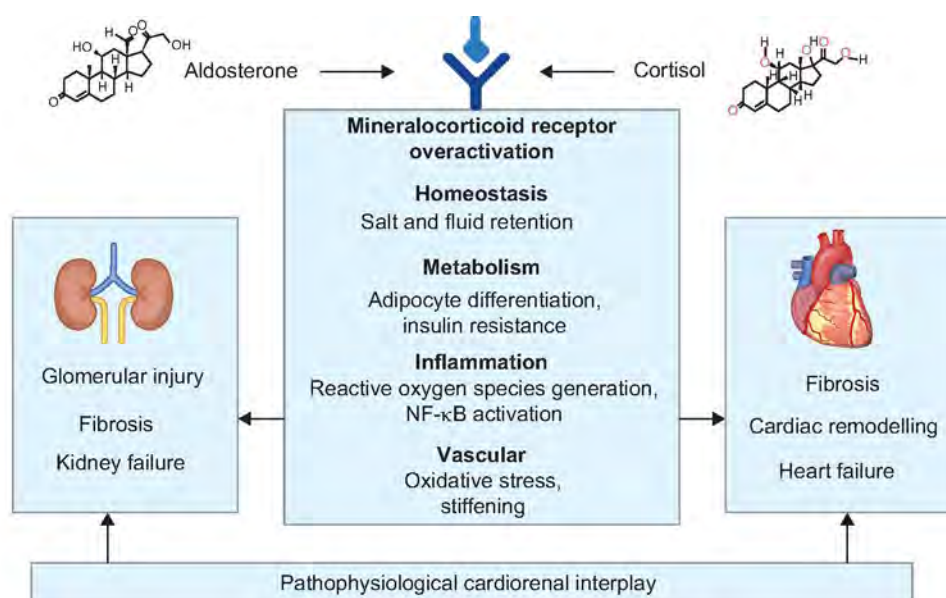 Aldosterone
Cortisol
HO
O
O
OH
O
H
H
H
H
O
H
O
O
H
O
H
H
H
H
O
Mineralocorticoid receptor
overactivation
Homeostasis
Salt and fluid retention
Metabolism
Adipocyte differentiation,
insulin resistance
Inflammation
Reactive oxygen species generation,
NF-κB activation
Vascular
Oxidative stress,
stiffening
Glomerular injury
Fibrosis
Kidney failure
Fibrosis
Cardiac remodelling
Heart failure
Pathophysiological cardiorenal interplay